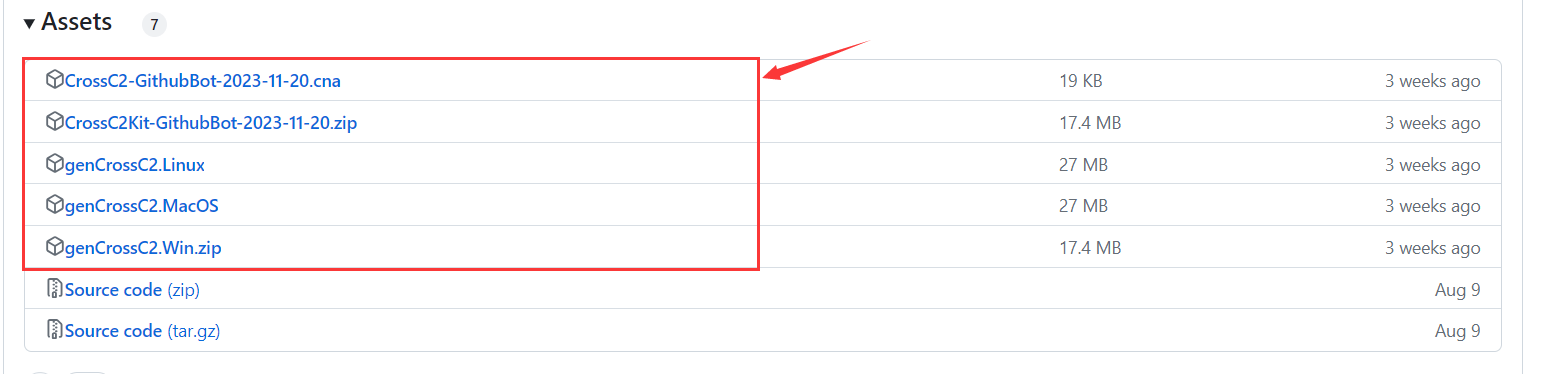 Assets 7
CrossC2-GithubBot-2023-11-20.cna 19 KB 3 weeks ago
CrossC2Kit-GithubBot-2023-11-20.zip 17.4 MB 3 weeks ago
genCrossC2.Linux 27 MB 3 weeks ago
genCrossC2.MacOS 27 MB 3 weeks ago
genCrossC2.Win.zip 17.4 MB 3 weeks ago
Source code (zip) Aug 9
Source code (tar.gz) Aug 9